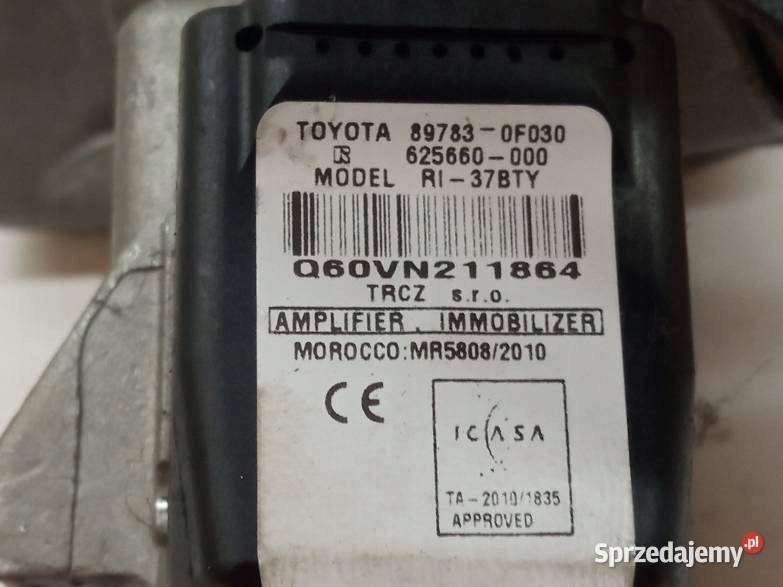 TOYOTA 89783-0F030
625660-000
MODEL RI-37BTY
Q60VN211864
TRCZ s.r.o.
AMPLIFIER, IMMOBILIZER
MOROCCO:MR5808/2010
CE
ICASA
TA-2010/1835
APPROVED
Sprzedajemy.pl